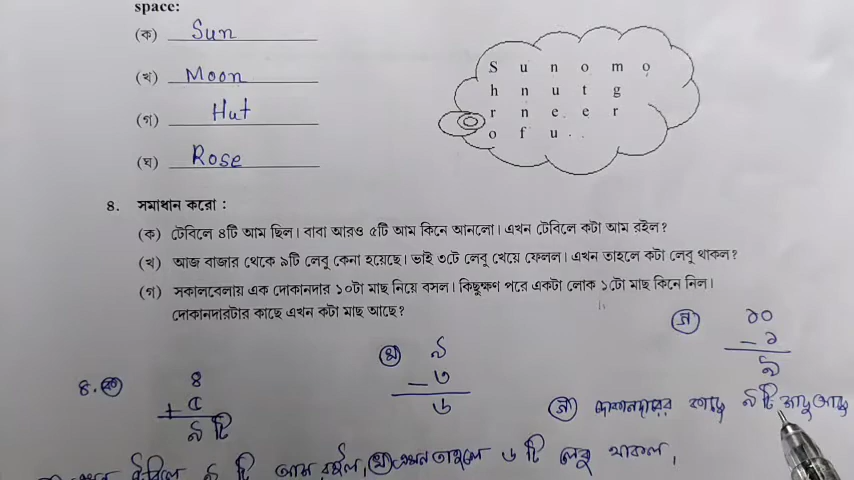 space:
(ক) Sun
(খ) Moon
(গ) Hut
(ঘ) Rose
S u n o m o
h n u t g
r n e e r
o f u
8. সমাধান করো :
(ক) টেবিলে ৪টি আম ছিল। বাবা আরও ৫টি আম কিনে আনলো। এখন টেবিলে কটা আম রইল?
(খ) আজ বাজার থেকে ৯টি লেবু কেনা হয়েছে। ভাই ৩টে লেবু খেয়ে ফেলল। এখন তাহলে কটা লেবু থাকল?
(গ) সকালবেলায় এক দোকানদার ১০টা মাছ নিয়ে বসল। কিছুক্ষণ পরে একটা লোক ১টো মাছ কিনে নিল।
দোকানদারটার কাছে এখন কটা মাছ আছে?
8. (ক) ৪
+ ৫
৯ টি
(খ) ৯
- ৩
৬
(গ) ১০
- ১
৯
(গ) দোকানদারের কাছে ৯ টি মাছ আছে
টেবিলে ৯ টি আম রইল, (খ) এখন তাহলে ৬ টি লেবু থাকল,